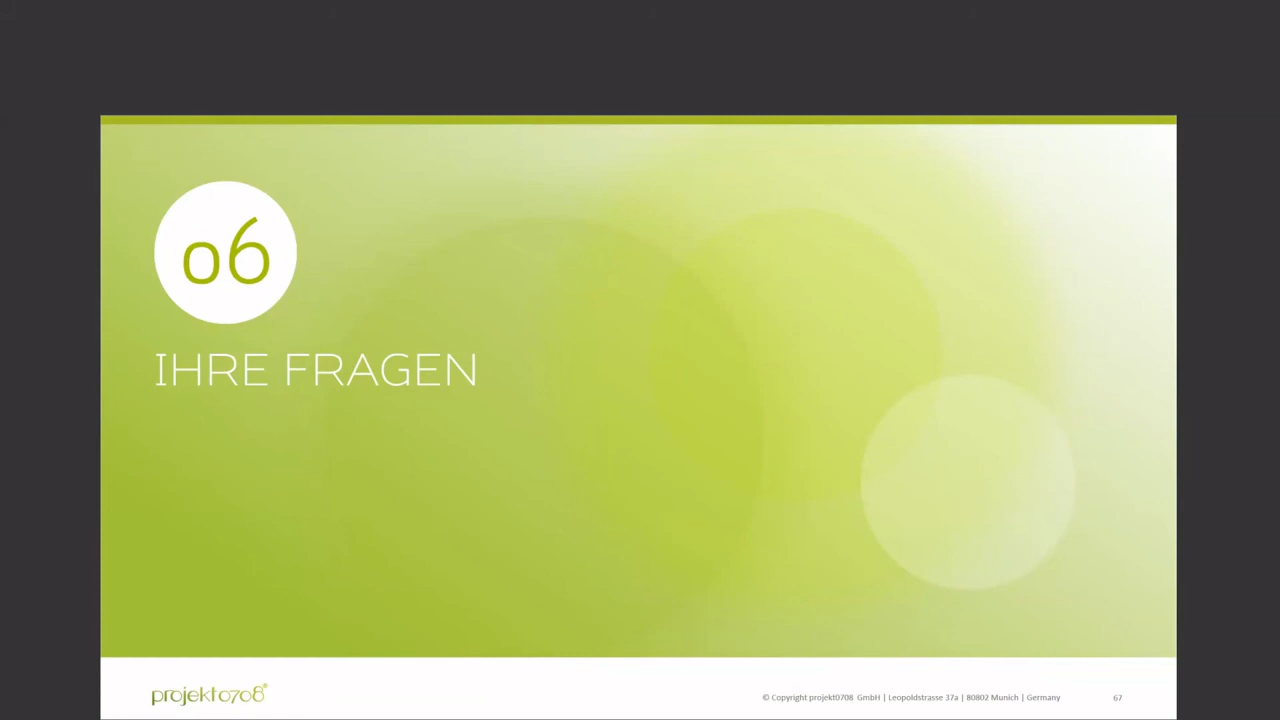 06
IHRE FRAGEN
projekt0708®
© Copyright projekt0708 GmbH | Leopoldstrasse 37a | 80802 Munich | Germany
67